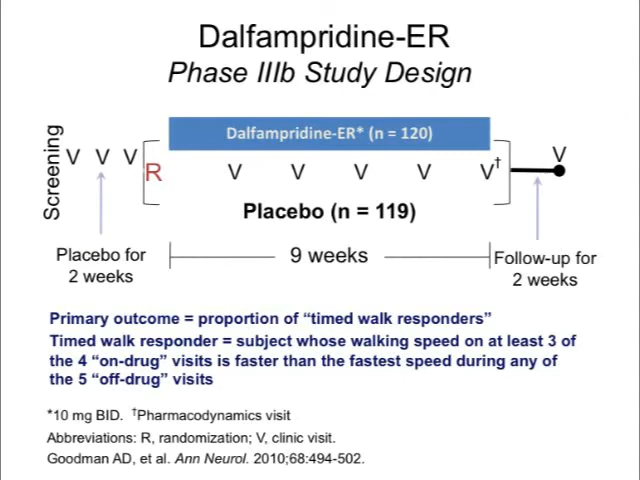 Dalfampridine-ER
Phase IIIb Study Design
Screening
Dalfampridine-ER* (n = 120)
V V V R V V V V V† V
Placebo (n = 119)
Placebo for
2 weeks
9 weeks
Follow-up for
2 weeks
Primary outcome = proportion of “timed walk responders”
Timed walk responder = subject whose walking speed on at least 3 of
the 4 “on-drug” visits is faster than the fastest speed during any of
the 5 “off-drug” visits
*10 mg BID. †Pharmacodynamics visit
Abbreviations: R, randomization; V, clinic visit.
Goodman AD, et al. Ann Neurol. 2010;68:494-502.